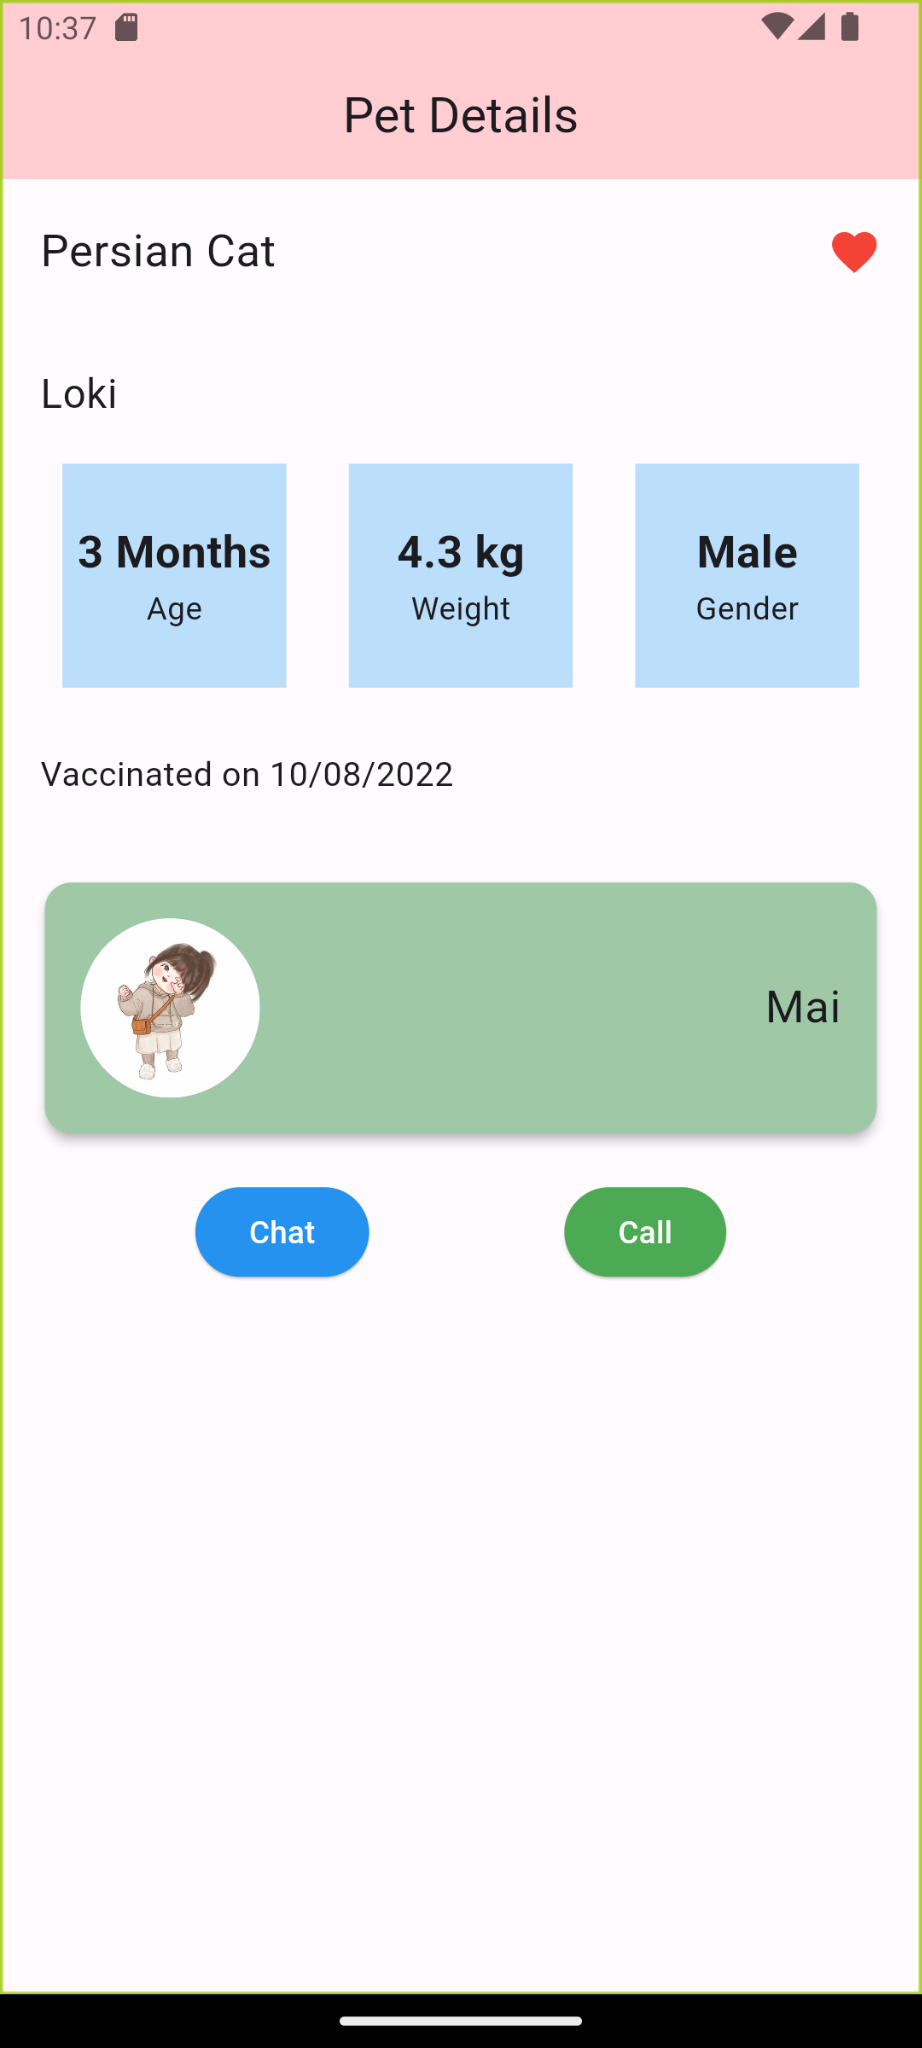 10:37
Pet Details
Persian Cat
Loki
3 Months 4.3 kg Male
Age Weight Gender
Vaccinated on 10/08/2022
Mai
Chat Call